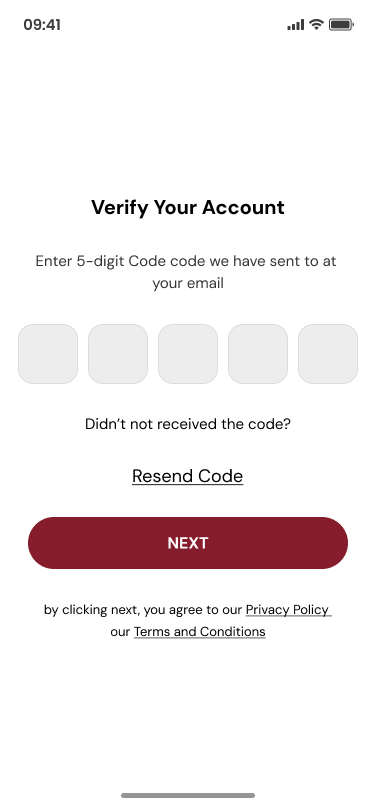 09:41
Verify Your Account
Enter 5-digit Code code we have sent to at
your email
Didn’t not received the code?
Resend Code
NEXT
by clicking next, you agree to our Privacy Policy
our Terms and Conditions